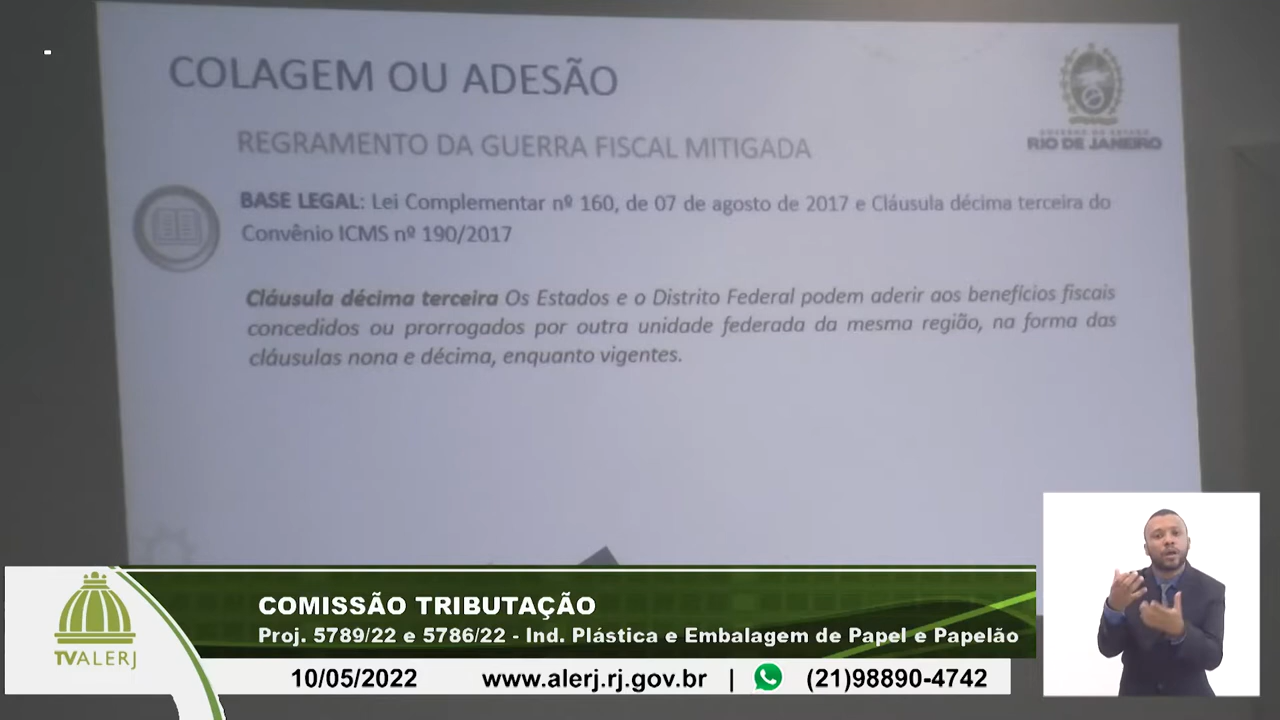 COLAGEM OU ADESÃO
GOVERNO DO ESTADO
RIO DE JANEIRO
REGRAMENTO DA GUERRA FISCAL MITIGADA
BASE LEGAL: Lei Complementar nº 160, de 07 de agosto de 2017 e Cláusula décima terceira do
Convênio ICMS nº 190/2017
Cláusula décima terceira Os Estados e o Distrito Federal podem aderir aos benefícios fiscais
concedidos ou prorrogados por outra unidade federada da mesma região, na forma das
cláusulas nona e décima, enquanto vigentes.
COMISSÃO TRIBUTAÇÃO
Proj. 5789/22 e 5786/22 - Ind. Plástica e Embalagem de Papel e Papelão
TVALERJ
10/05/2022 www.alerj.rj.gov.br | (21)98890-4742